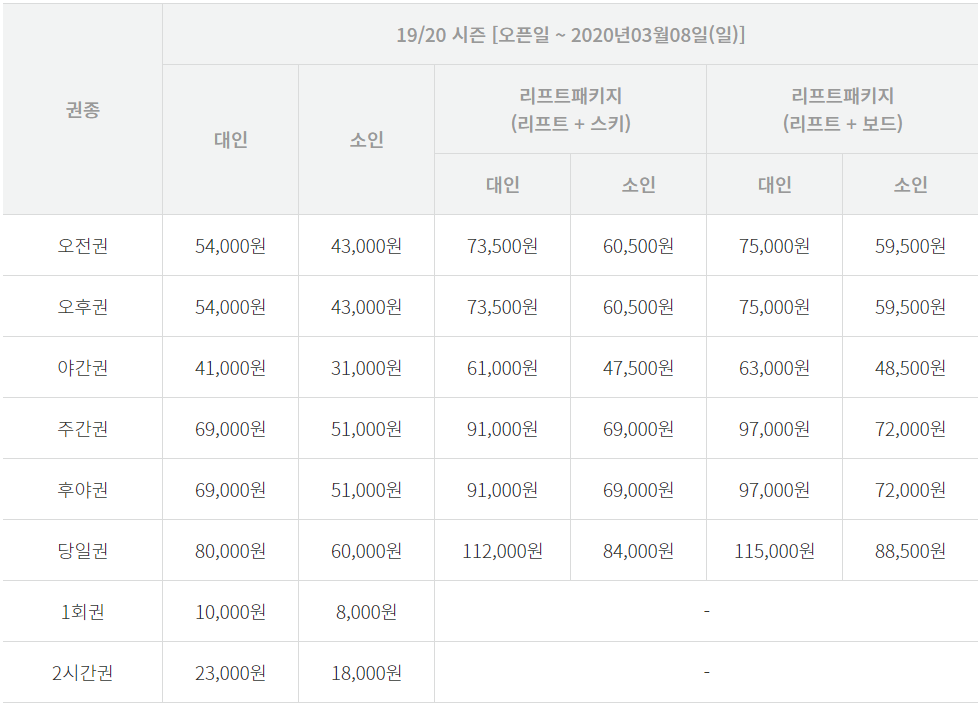 19/20 시즌 [오픈일 ~ 2020년03월08일(일)]
권종
대인
소인
리프트패키지
(리프트 + 스키)
리프트패키지
(리프트 + 보드)
대인
소인
대인
소인
오전권 54,000원 43,000원 73,500원 60,500원 75,000원 59,500원
오후권 54,000원 43,000원 73,500원 60,500원 75,000원 59,500원
야간권 41,000원 31,000원 61,000원 47,500원 63,000원 48,500원
주간권 69,000원 51,000원 91,000원 69,000원 97,000원 72,000원
후야권 69,000원 51,000원 91,000원 69,000원 97,000원 72,000원
당일권 80,000원 60,000원 112,000원 84,000원 115,000원 88,500원
1회권 10,000원 8,000원 -
2시간권 23,000원 18,000원 -